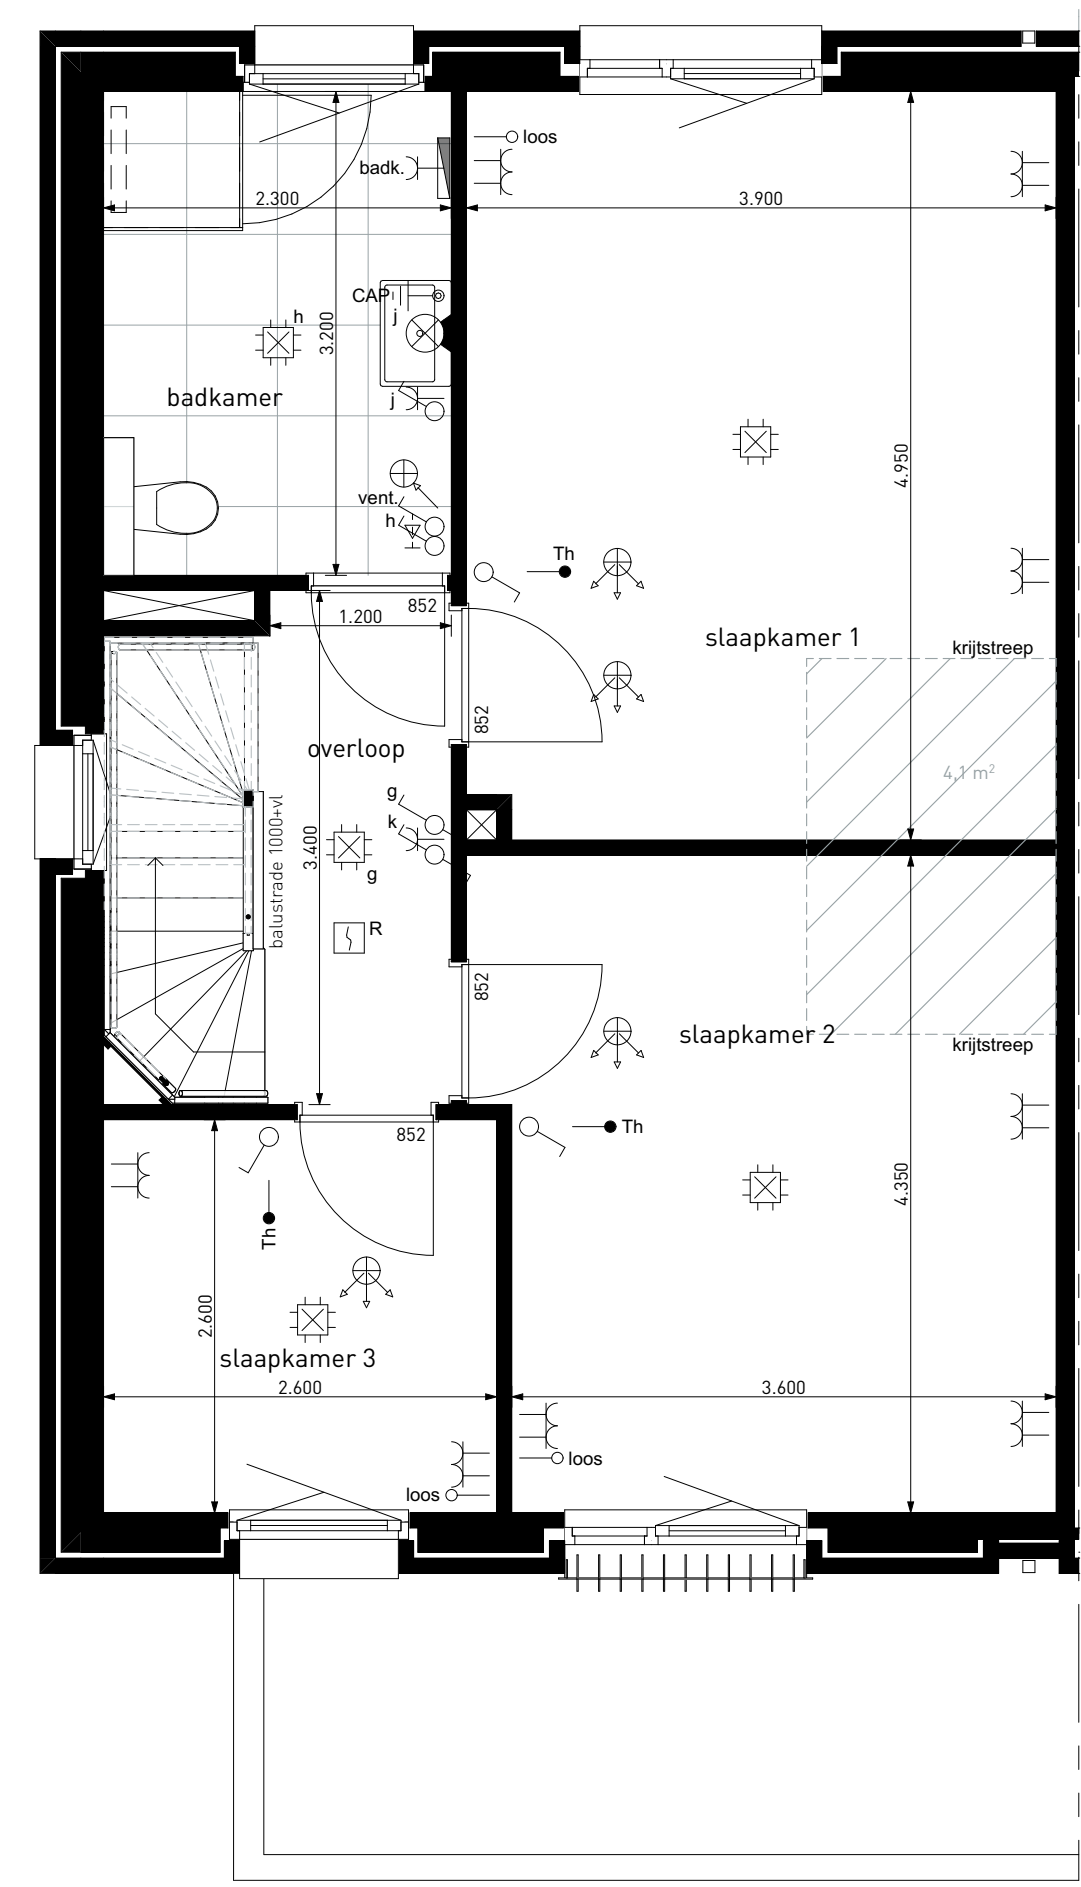 loos
badk.
2.300
3.900
CAP
j
h
3.200
badkamer
j
4.950
vent.
h
Th
852
1.200
slaapkamer 1
krijtstreep
852
overloop
4,1 m²
g
k
3.400
balustrade 1000+vl
g
R
852
slaapkamer 2
krijtstreep
852
Th
Th
4.350
2.600
slaapkamer 3
2.600
3.600
loos
loos